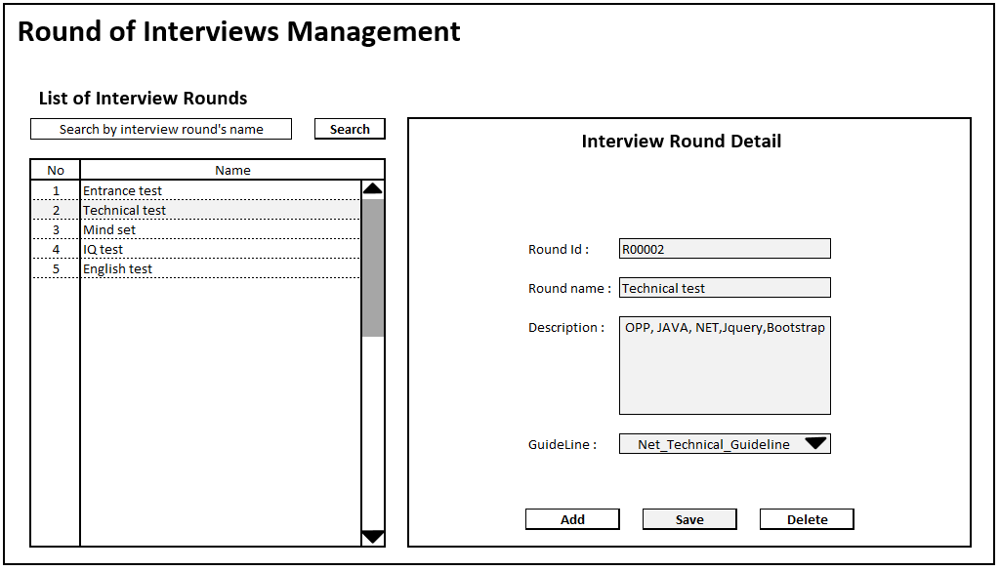 Round of Interviews Management
List of Interview Rounds
Search by interview round's name Search
No Name
1 Entrance test
2 Technical test
3 Mind set
4 IQ test
5 English test
Interview Round Detail
Round Id : R00002
Round name : Technical test
Description : OPP, JAVA, NET,Jquery,Bootstrap
GuideLine : Net_Technical_Guideline
Add Save Delete